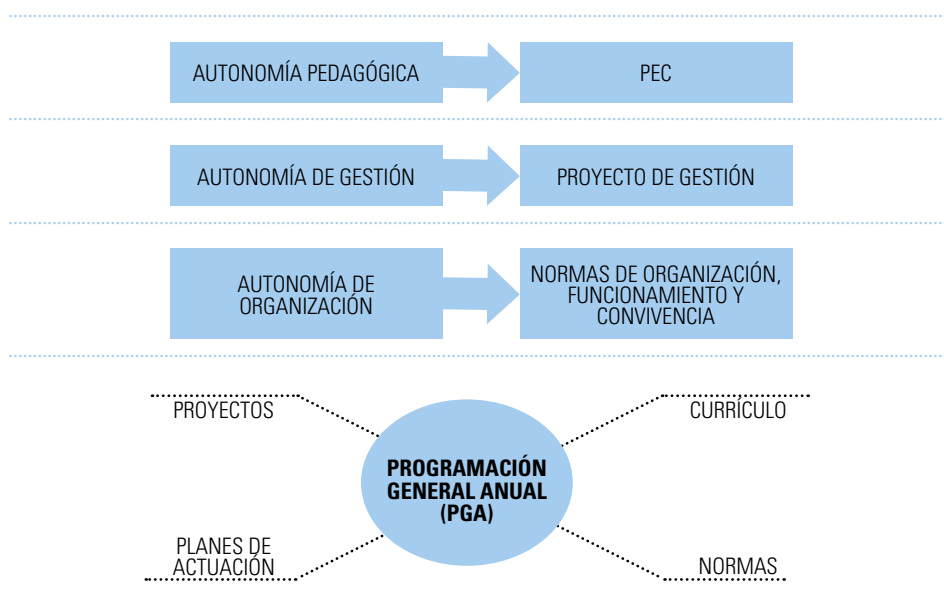 AUTONOMÍA PEDAGÓGICA
PEC
AUTONOMÍA DE GESTIÓN
PROYECTO DE GESTIÓN
AUTONOMÍA DE
ORGANIZACIÓN
NORMAS DE ORGANIZACIÓN,
FUNCIONAMIENTO Y
CONVIVENCIA
PROYECTOS
CURRÍCULO
PROGRAMACIÓN
GENERAL ANUAL
(PGA)
PLANES DE
ACTUACIÓN
NORMAS